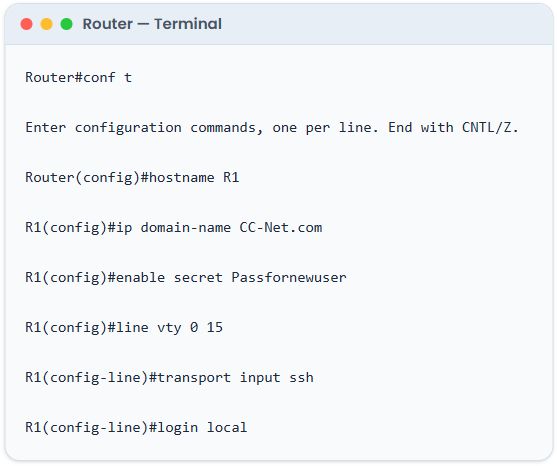 Router — Terminal
Router#conf t
Enter configuration commands, one per line. End with CNTL/Z.
Router(config)#hostname R1
R1(config)#ip domain-name CC-Net.com
R1(config)#enable secret Passfornewuser
R1(config)#line vty 0 15
R1(config-line)#transport input ssh
R1(config-line)#login local